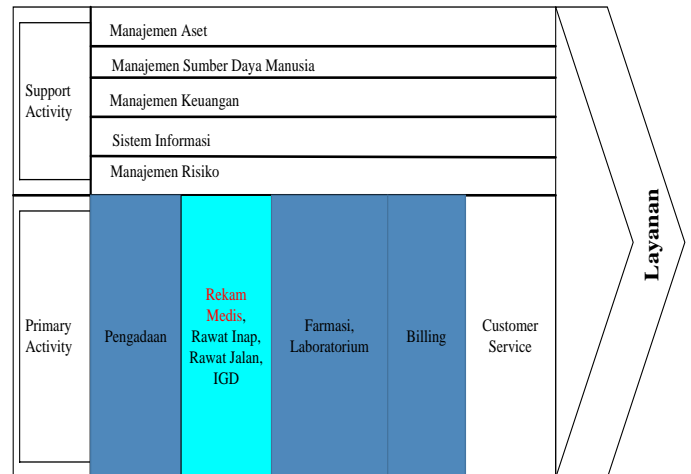 Manajemen Aset
Manajemen Sumber Daya Manusia
Support
Activity
Manajemen Keuangan
Sistem Informasi
Manajemen Risiko
Layanan
Primary
Activity
Pengadaan
Rekam
Medis,
Rawat Inap,
Rawat Jalan,
IGD
Farmasi,
Laboratorium
Billing
Customer
Service